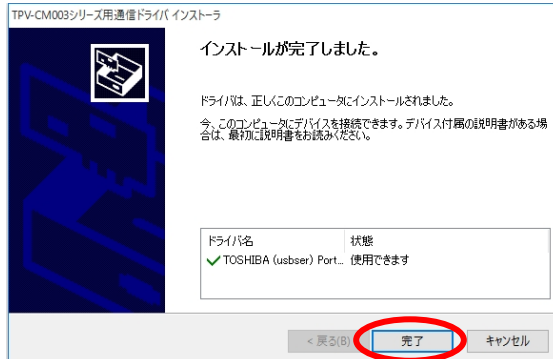 TPV-CM003シリーズ用通信ドライバ インストーラ
インストールが完了しました。
ドライバは、正しくこのコンピュータにインストールされました。
今、このコンピュータにデバイスを接続できます。デバイス付属の説明書がある場
合は、最初に説明書をお読みください。
ドライバ名 状態
TOSHIBA (usbser) Port... 使用できます
< 戻る(B) 完了 キャンセル